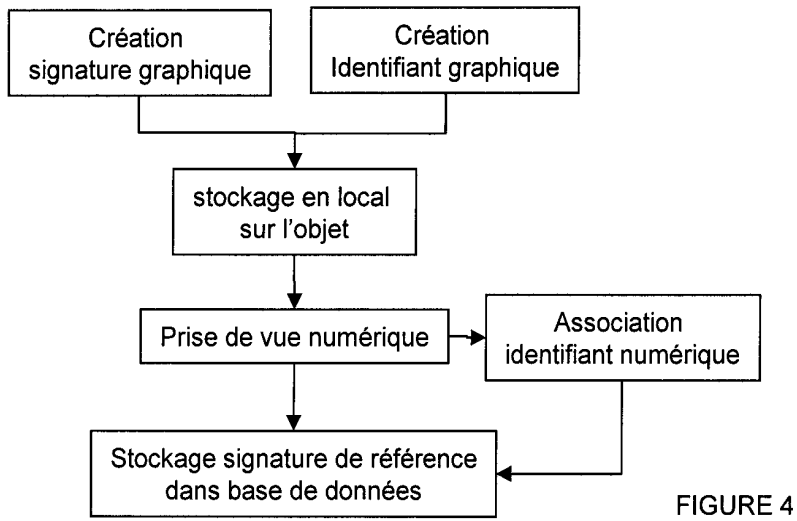 Création
signature graphique
Création
Identifiant graphique
stockage en local
sur l'objet
Prise de vue numérique
Association
identifiant numérique
Stockage signature de référence
dans base de données
FIGURE 4